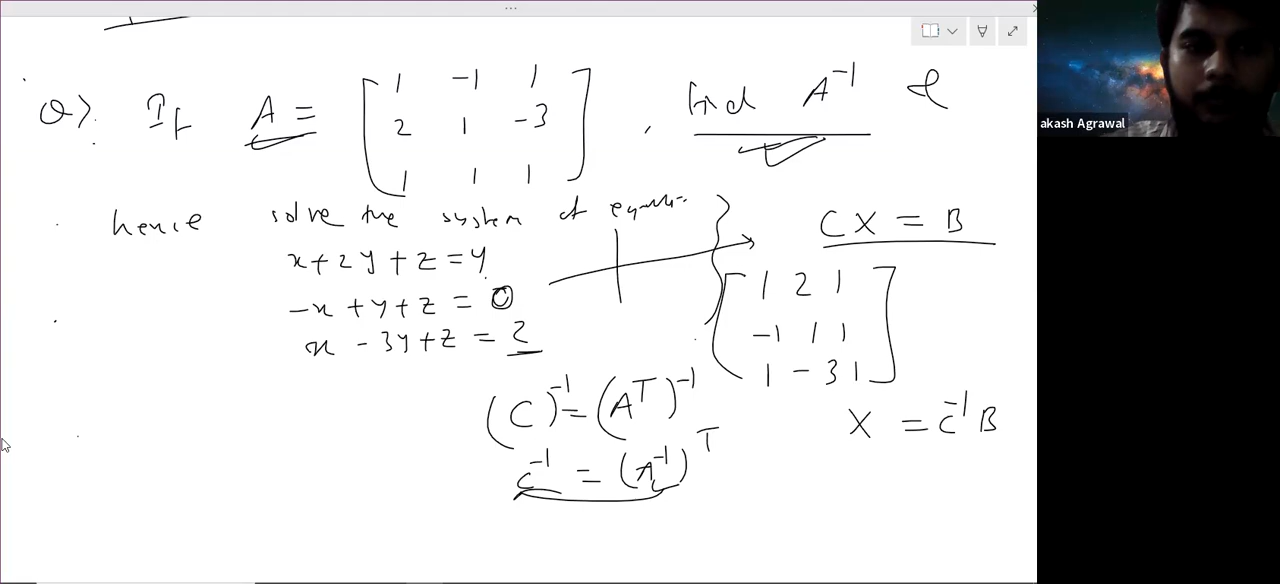 Q) If A = [ 1 -1 1 , find A⁻¹ &
2 1 -3
1 1 1 ]
hence solve the system of equatn
x + 2y + z = 4
-x + y + z = 0
x - 3y + z = 2
CX = B
[ 1 2 1
-1 1 1
1 -3 1 ]
(C)⁻¹ = (Aᵀ)⁻¹
C⁻¹ = (A⁻¹)ᵀ
X = C⁻¹B
akash Agrawal